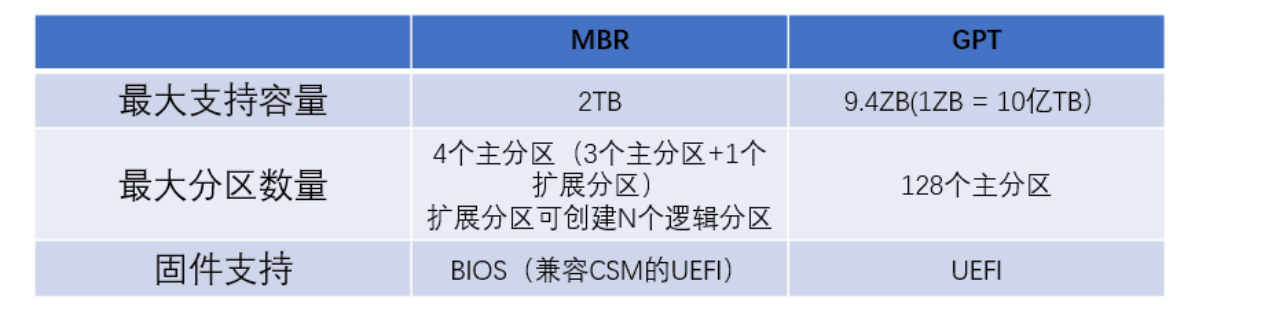 MBR
GPT
最大支持容量
2TB
9.4ZB(1ZB = 10亿TB）
最大分区数量
4个主分区（3个主分区+1个
扩展分区）
扩展分区可创建N个逻辑分区
128个主分区
固件支持
BIOS（兼容CSM的UEFI）
UEFI